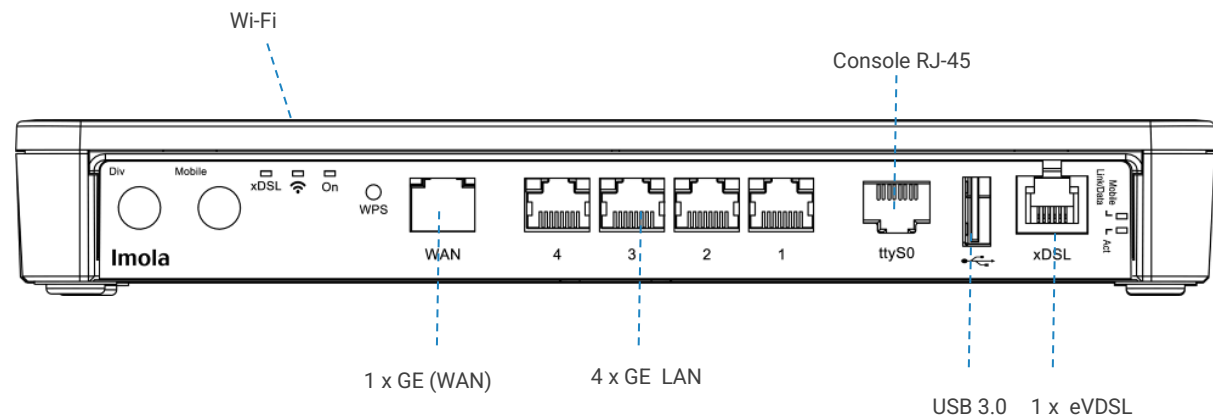 Wi-Fi
Console RJ-45
Div
Mobile
xDSL
On
WPS
Imola
WAN
4
3
2
1
ttyS0
xDSL
Mobile
Link/Data
Act
1 x GE (WAN)
4 x GE LAN
USB 3.0
1 x eVDSL